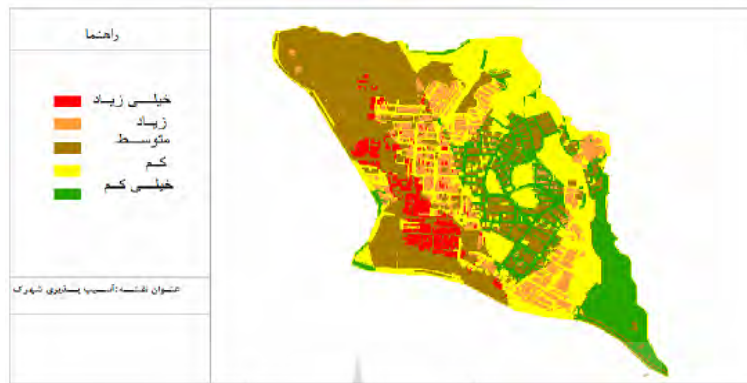 راهنما
خیلی زیاد
زیاد
متوسط
کم
خیلی کم
عنوان نقشه:آسیب پذیری شهرک